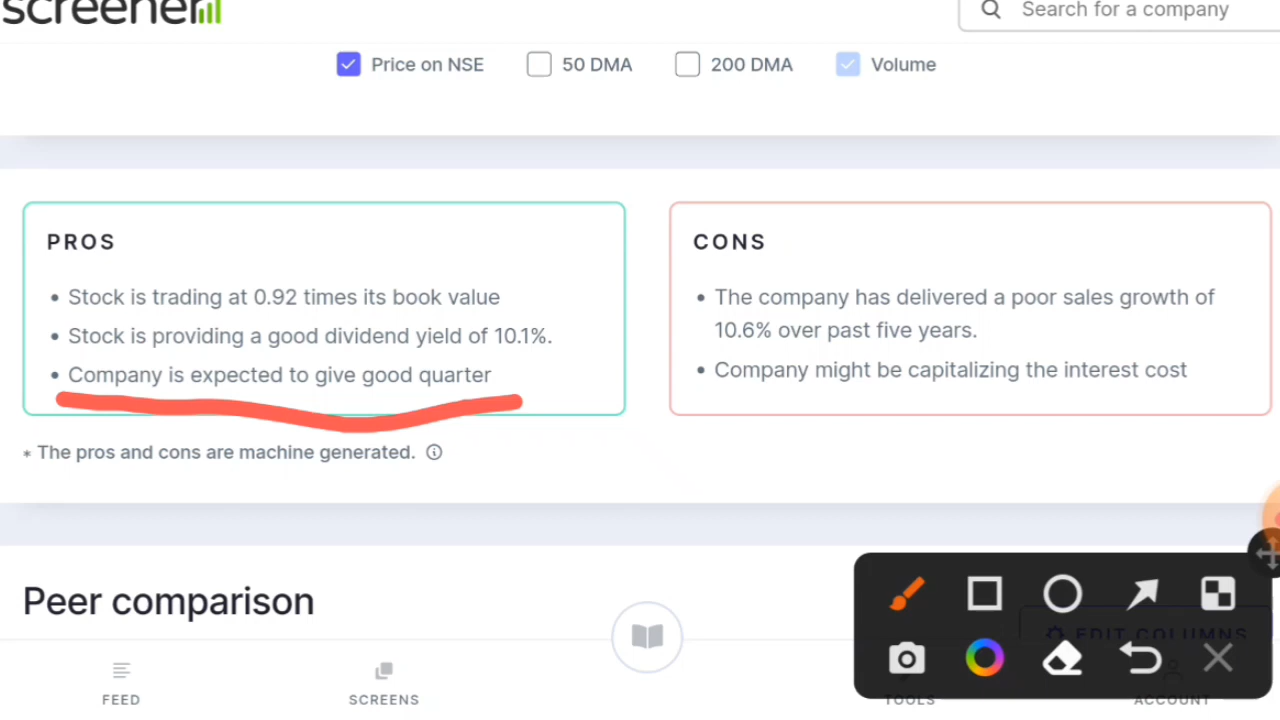 screener
Search for a company
Price on NSE
50 DMA
200 DMA
Volume
PROS
• Stock is trading at 0.92 times its book value
• Stock is providing a good dividend yield of 10.1%.
• Company is expected to give good quarter
CONS
• The company has delivered a poor sales growth of
10.6% over past five years.
• Company might be capitalizing the interest cost
* The pros and cons are machine generated.
Peer comparison
EDIT COLUMNS
FEED
SCREENS
TOOLS
ACCOUNT